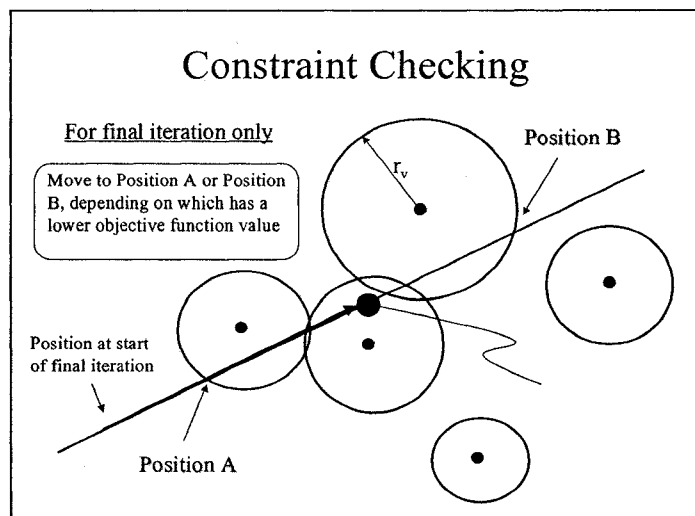 Constraint Checking
For final iteration only
Move to Position A or Position
B, depending on which has a
lower objective function value
Position B
r_v
Position at start
of final iteration
Position A